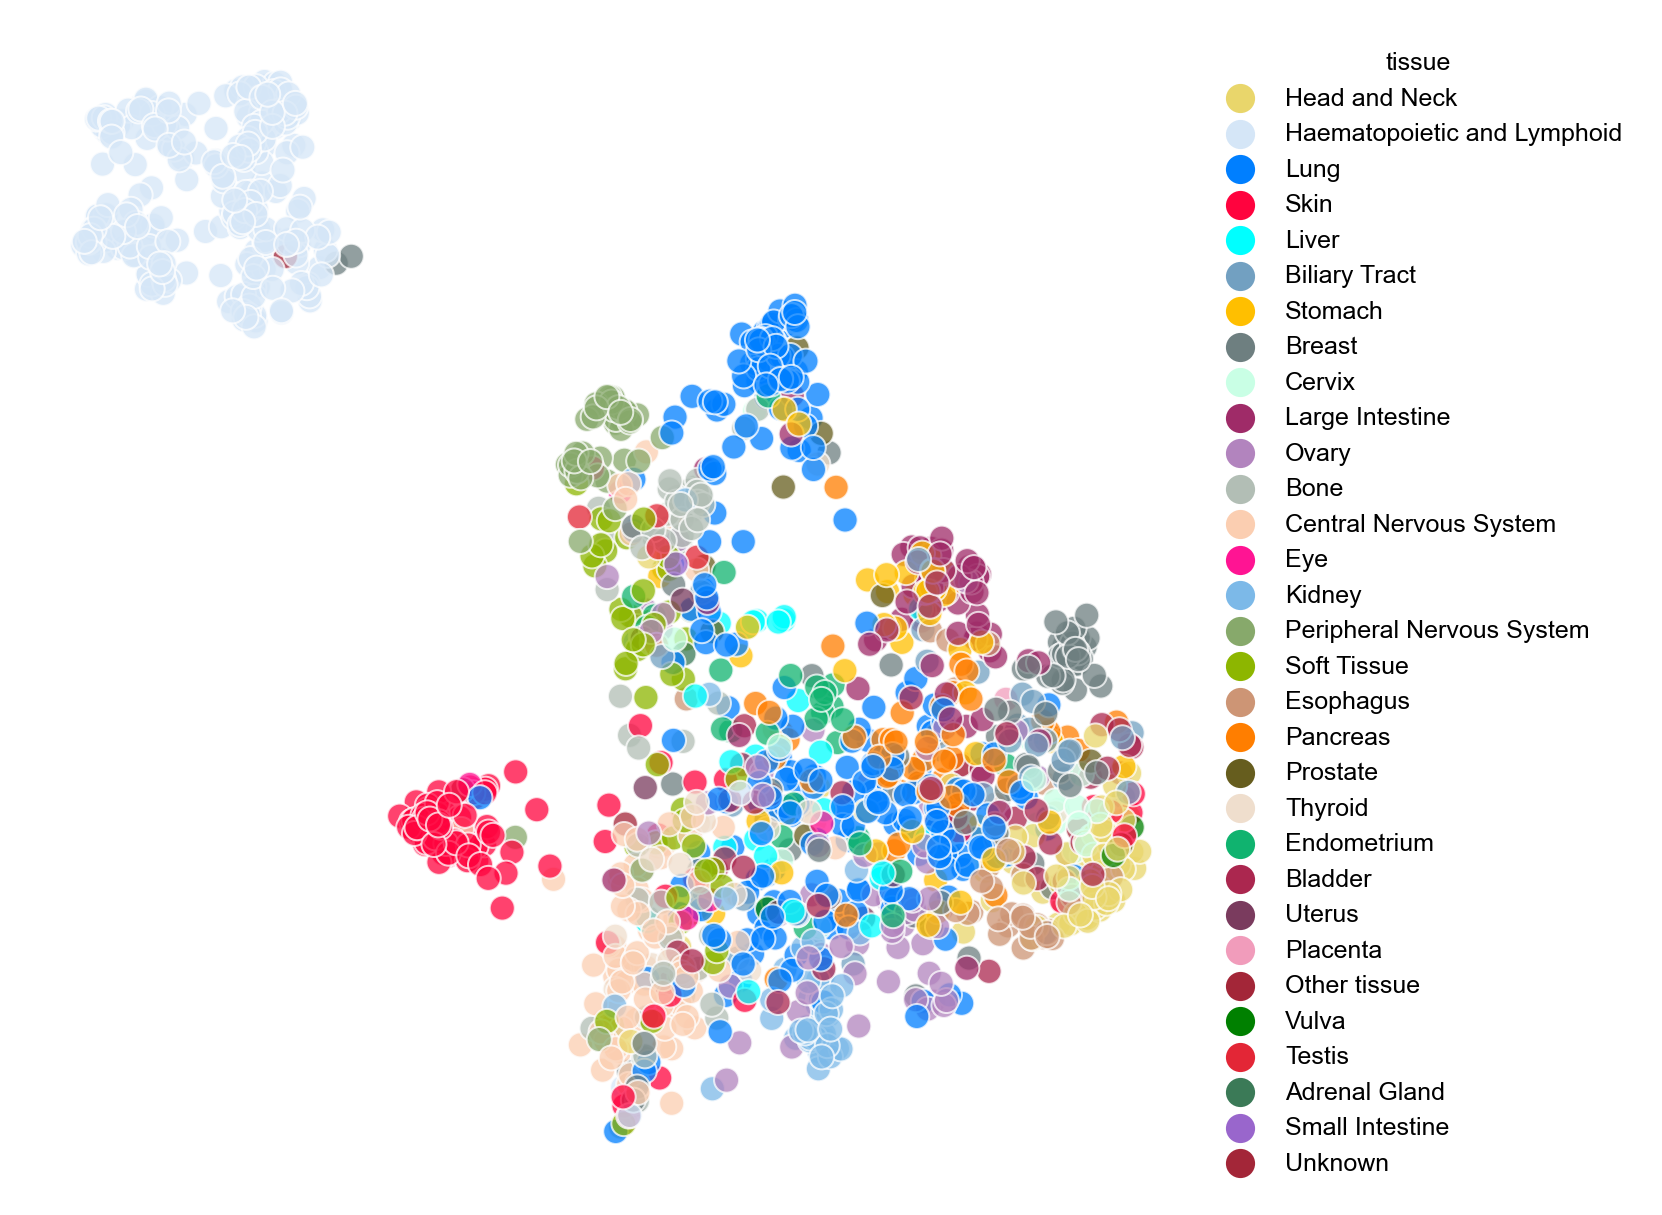 tissue
Head and Neck
Haematopoietic and Lymphoid
Lung
Skin
Liver
Biliary Tract
Stomach
Breast
Cervix
Large Intestine
Ovary
Bone
Central Nervous System
Eye
Kidney
Peripheral Nervous System
Soft Tissue
Esophagus
Pancreas
Prostate
Thyroid
Endometrium
Bladder
Uterus
Placenta
Other tissue
Vulva
Testis
Adrenal Gland
Small Intestine
Unknown